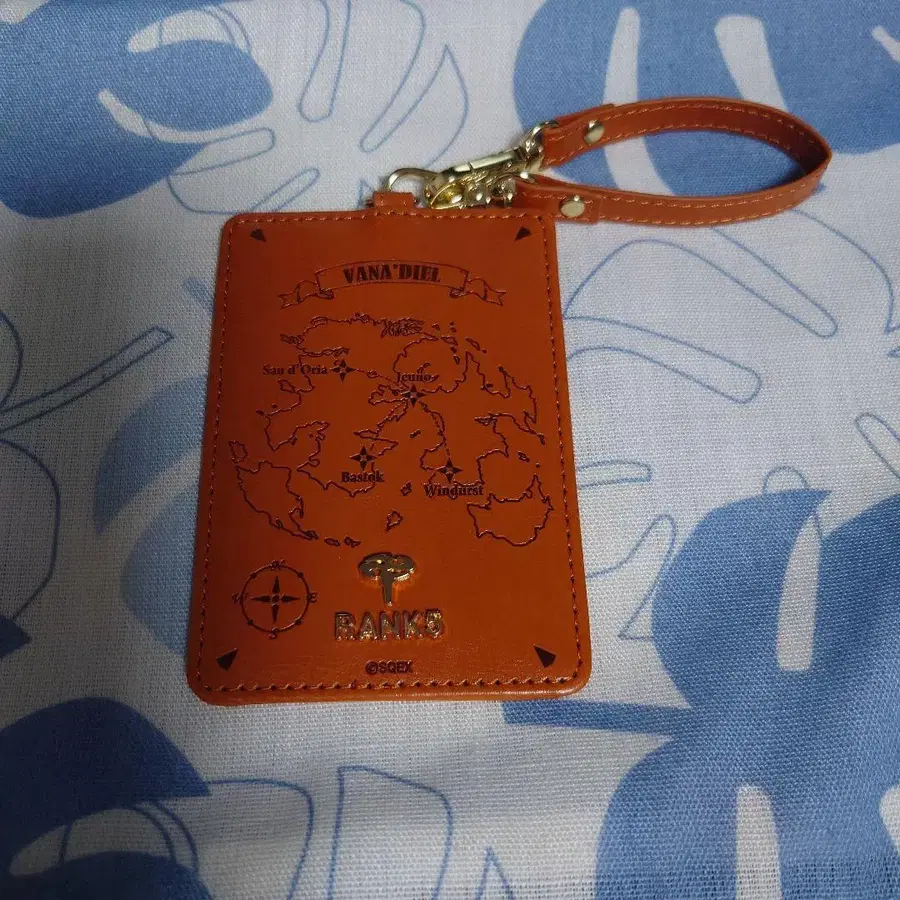 VANA'DIEL
San d'Oria
Jeuno
Bastok
Windurst
N
W E
S
RANK5
©SQEX